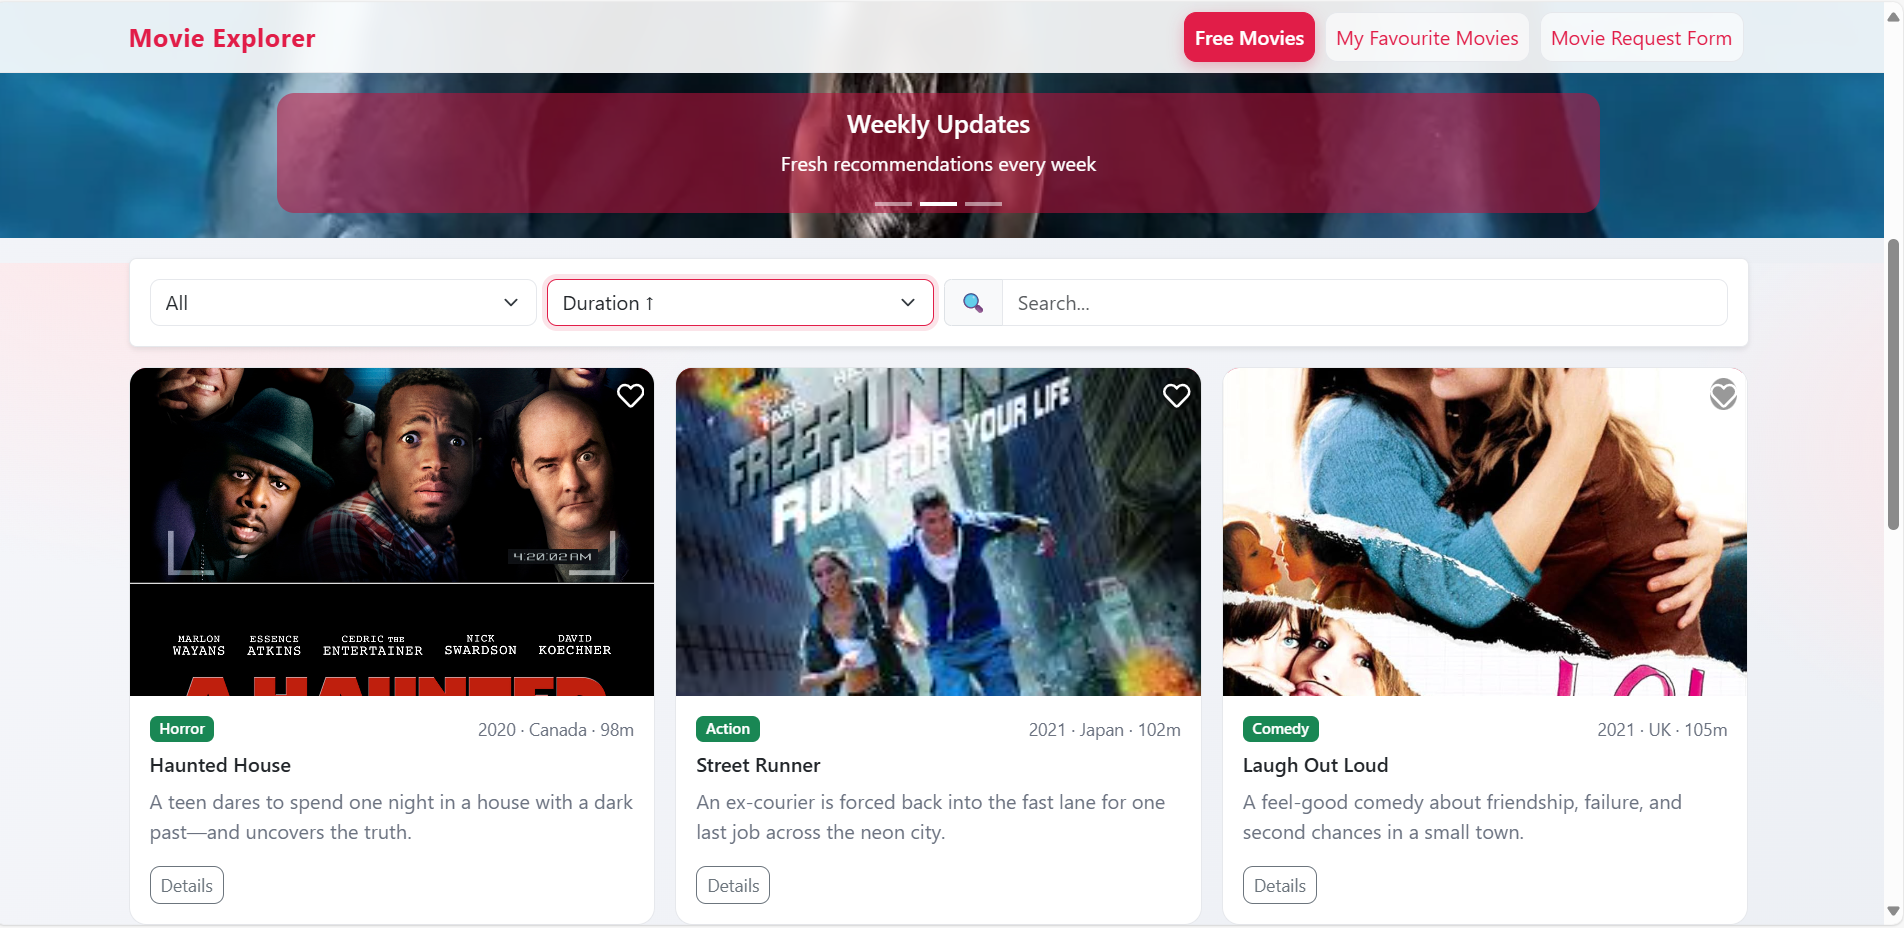 Movie Explorer
Free Movies
My Favourite Movies
Movie Request Form
Weekly Updates
Fresh recommendations every week
All
Duration ↑
Search...
4:20:02 AM
MARLON WAYANS
ESSENCE ATKINS
CEDRIC THE ENTERTAINER
NICK SWARDSON
DAVID KOECHNER
A HAUNTED
PARIS
FREERUNNE
RUN FOR YOUR LIFE
LOL
Horror
2020 · Canada · 98m
Haunted House
A teen dares to spend one night in a house with a dark
past—and uncovers the truth.
Details
Action
2021 · Japan · 102m
Street Runner
An ex-courier is forced back into the fast lane for one
last job across the neon city.
Details
Comedy
2021 · UK · 105m
Laugh Out Loud
A feel-good comedy about friendship, failure, and
second chances in a small town.
Details